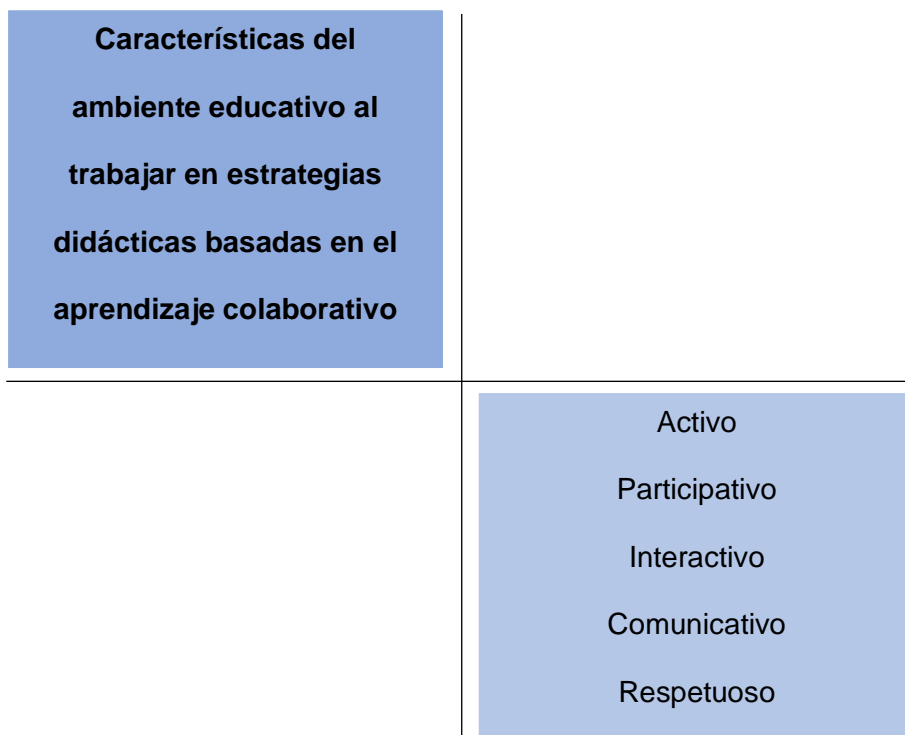 Características del
ambiente educativo al
trabajar en estrategias
didácticas basadas en el
aprendizaje colaborativo
Activo
Participativo
Interactivo
Comunicativo
Respetuoso